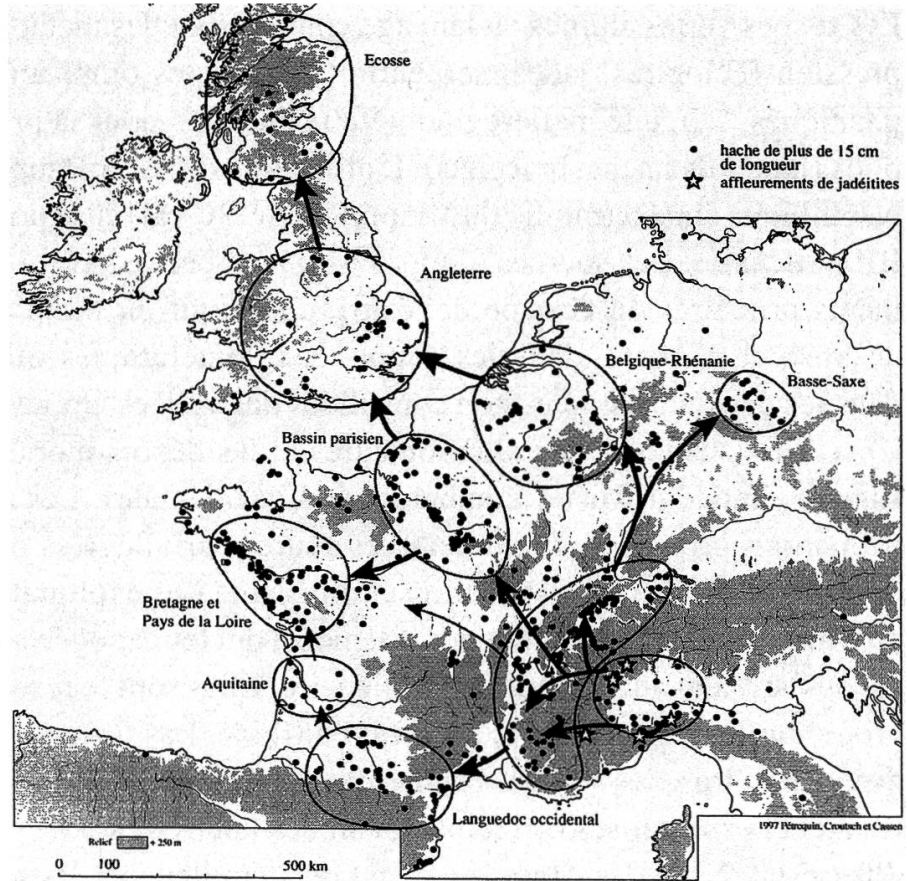 Ecosse
hache de plus de 15 cm
de longueur
affleurements de jadéitites
Angleterre
Belgique-Rhénanie
Basse-Saxe
Bassin parisien
Bretagne et
Pays de la Loire
Aquitaine
Languedoc occidental
1997 Pétrequin, Croutsch et Cassen
Relief + 250 m
0 100 500 km